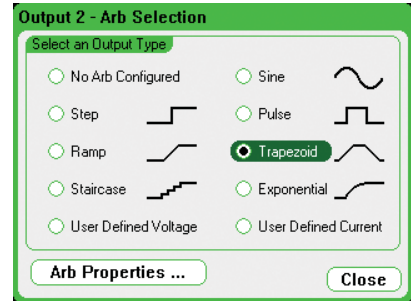 Output 2 - Arb Selection
Select an Output Type
No Arb Configured
Sine
Step
Pulse
Ramp
Trapezoid
Staircase
Exponential
User Defined Voltage
User Defined Current
Arb Properties ...
Close